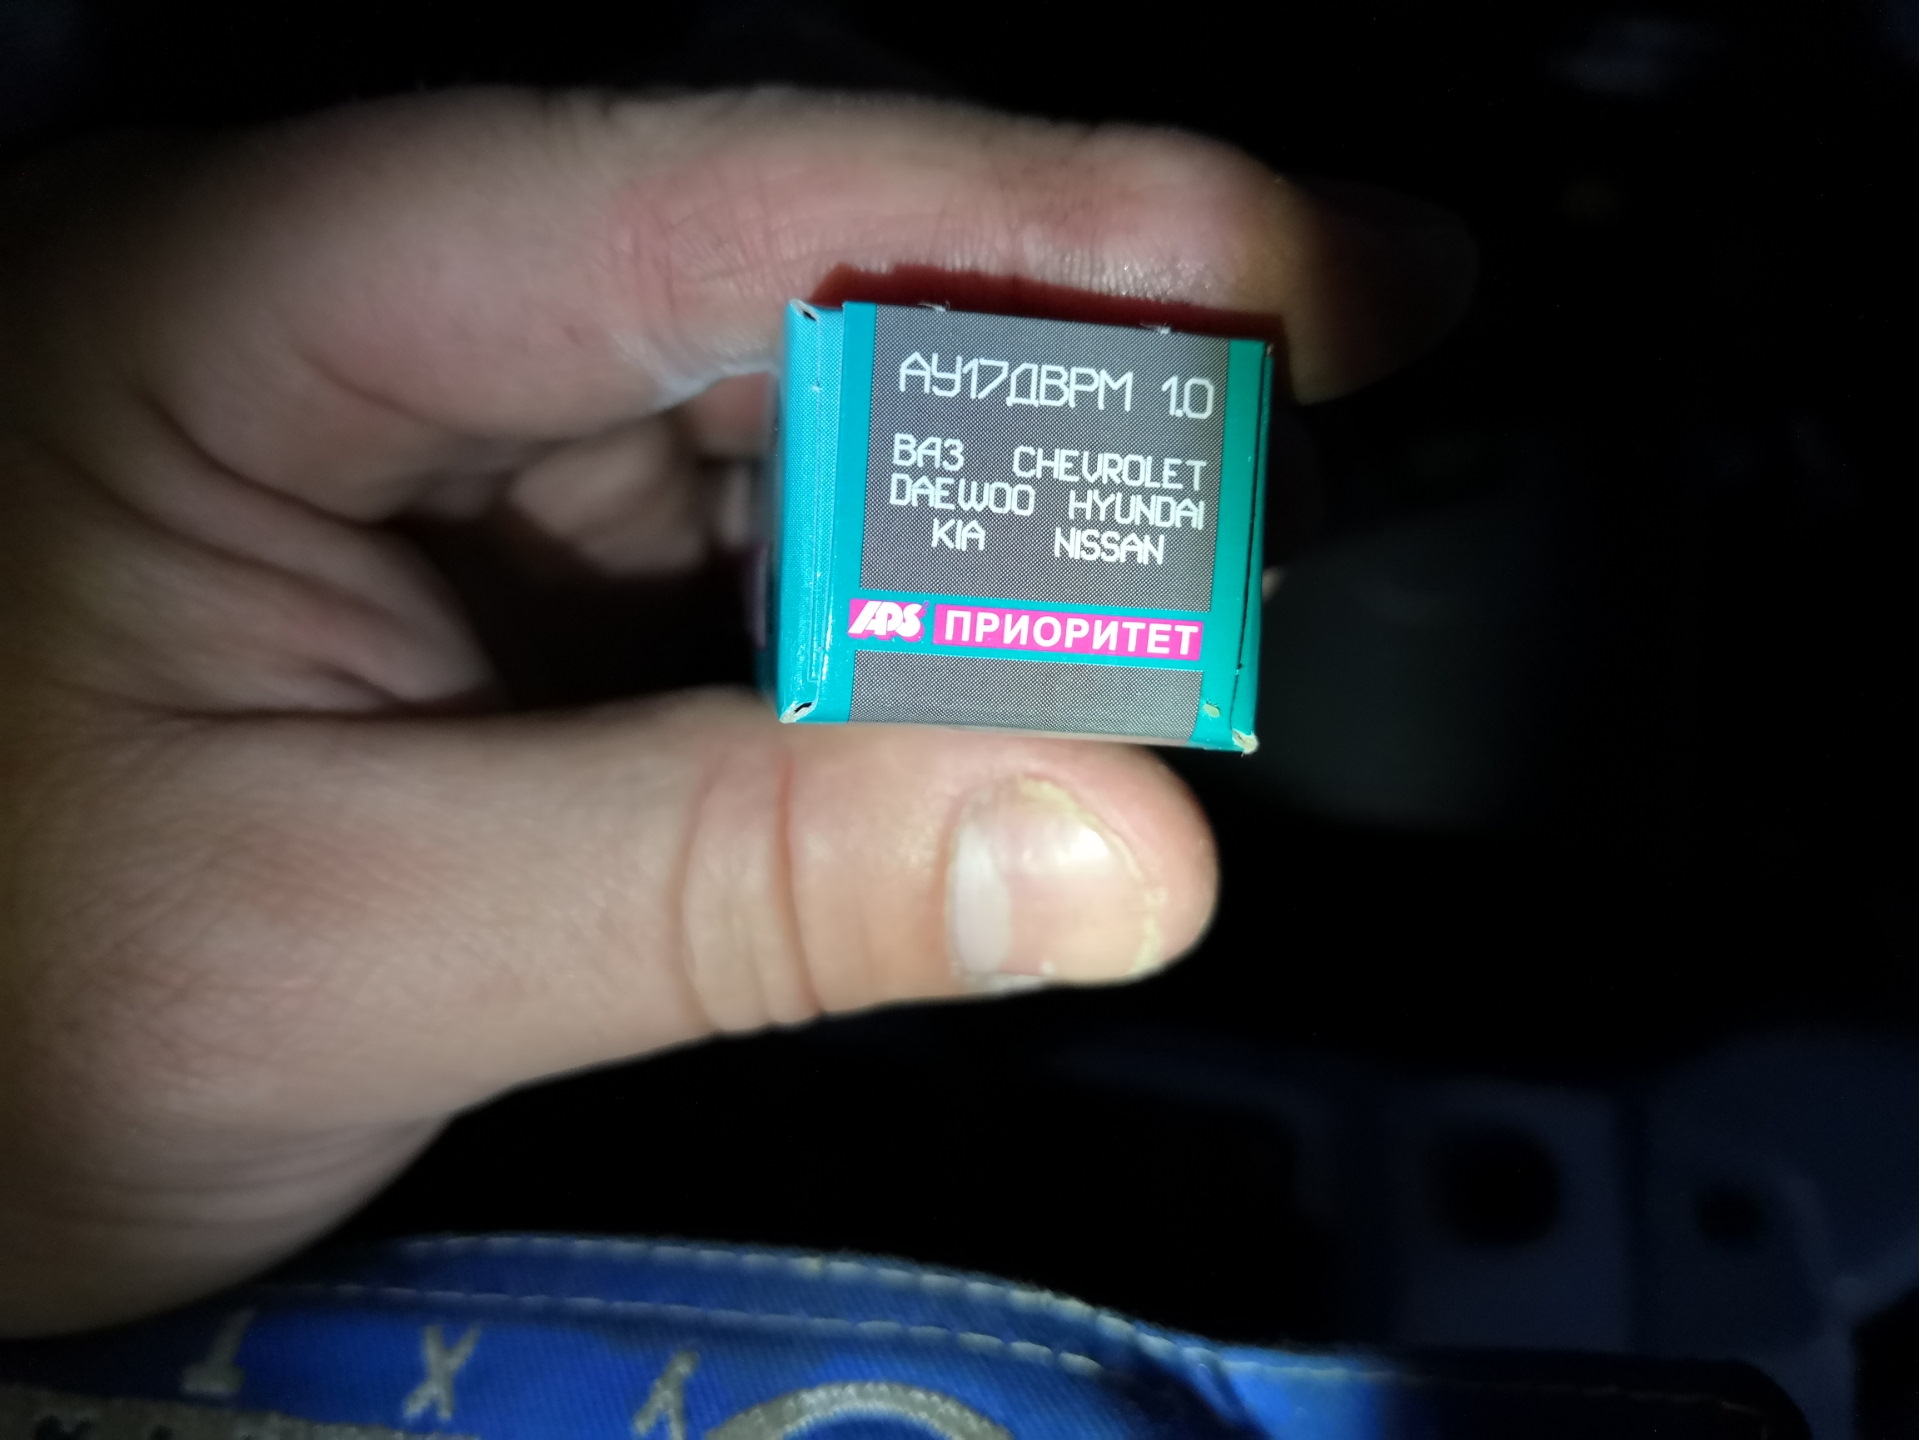 АУ17ДВРМ 1.0
ВАЗ CHEVROLET
DAEWOO HYUNDAI
KIA NISSAN
APS ПРИОРИТЕТ